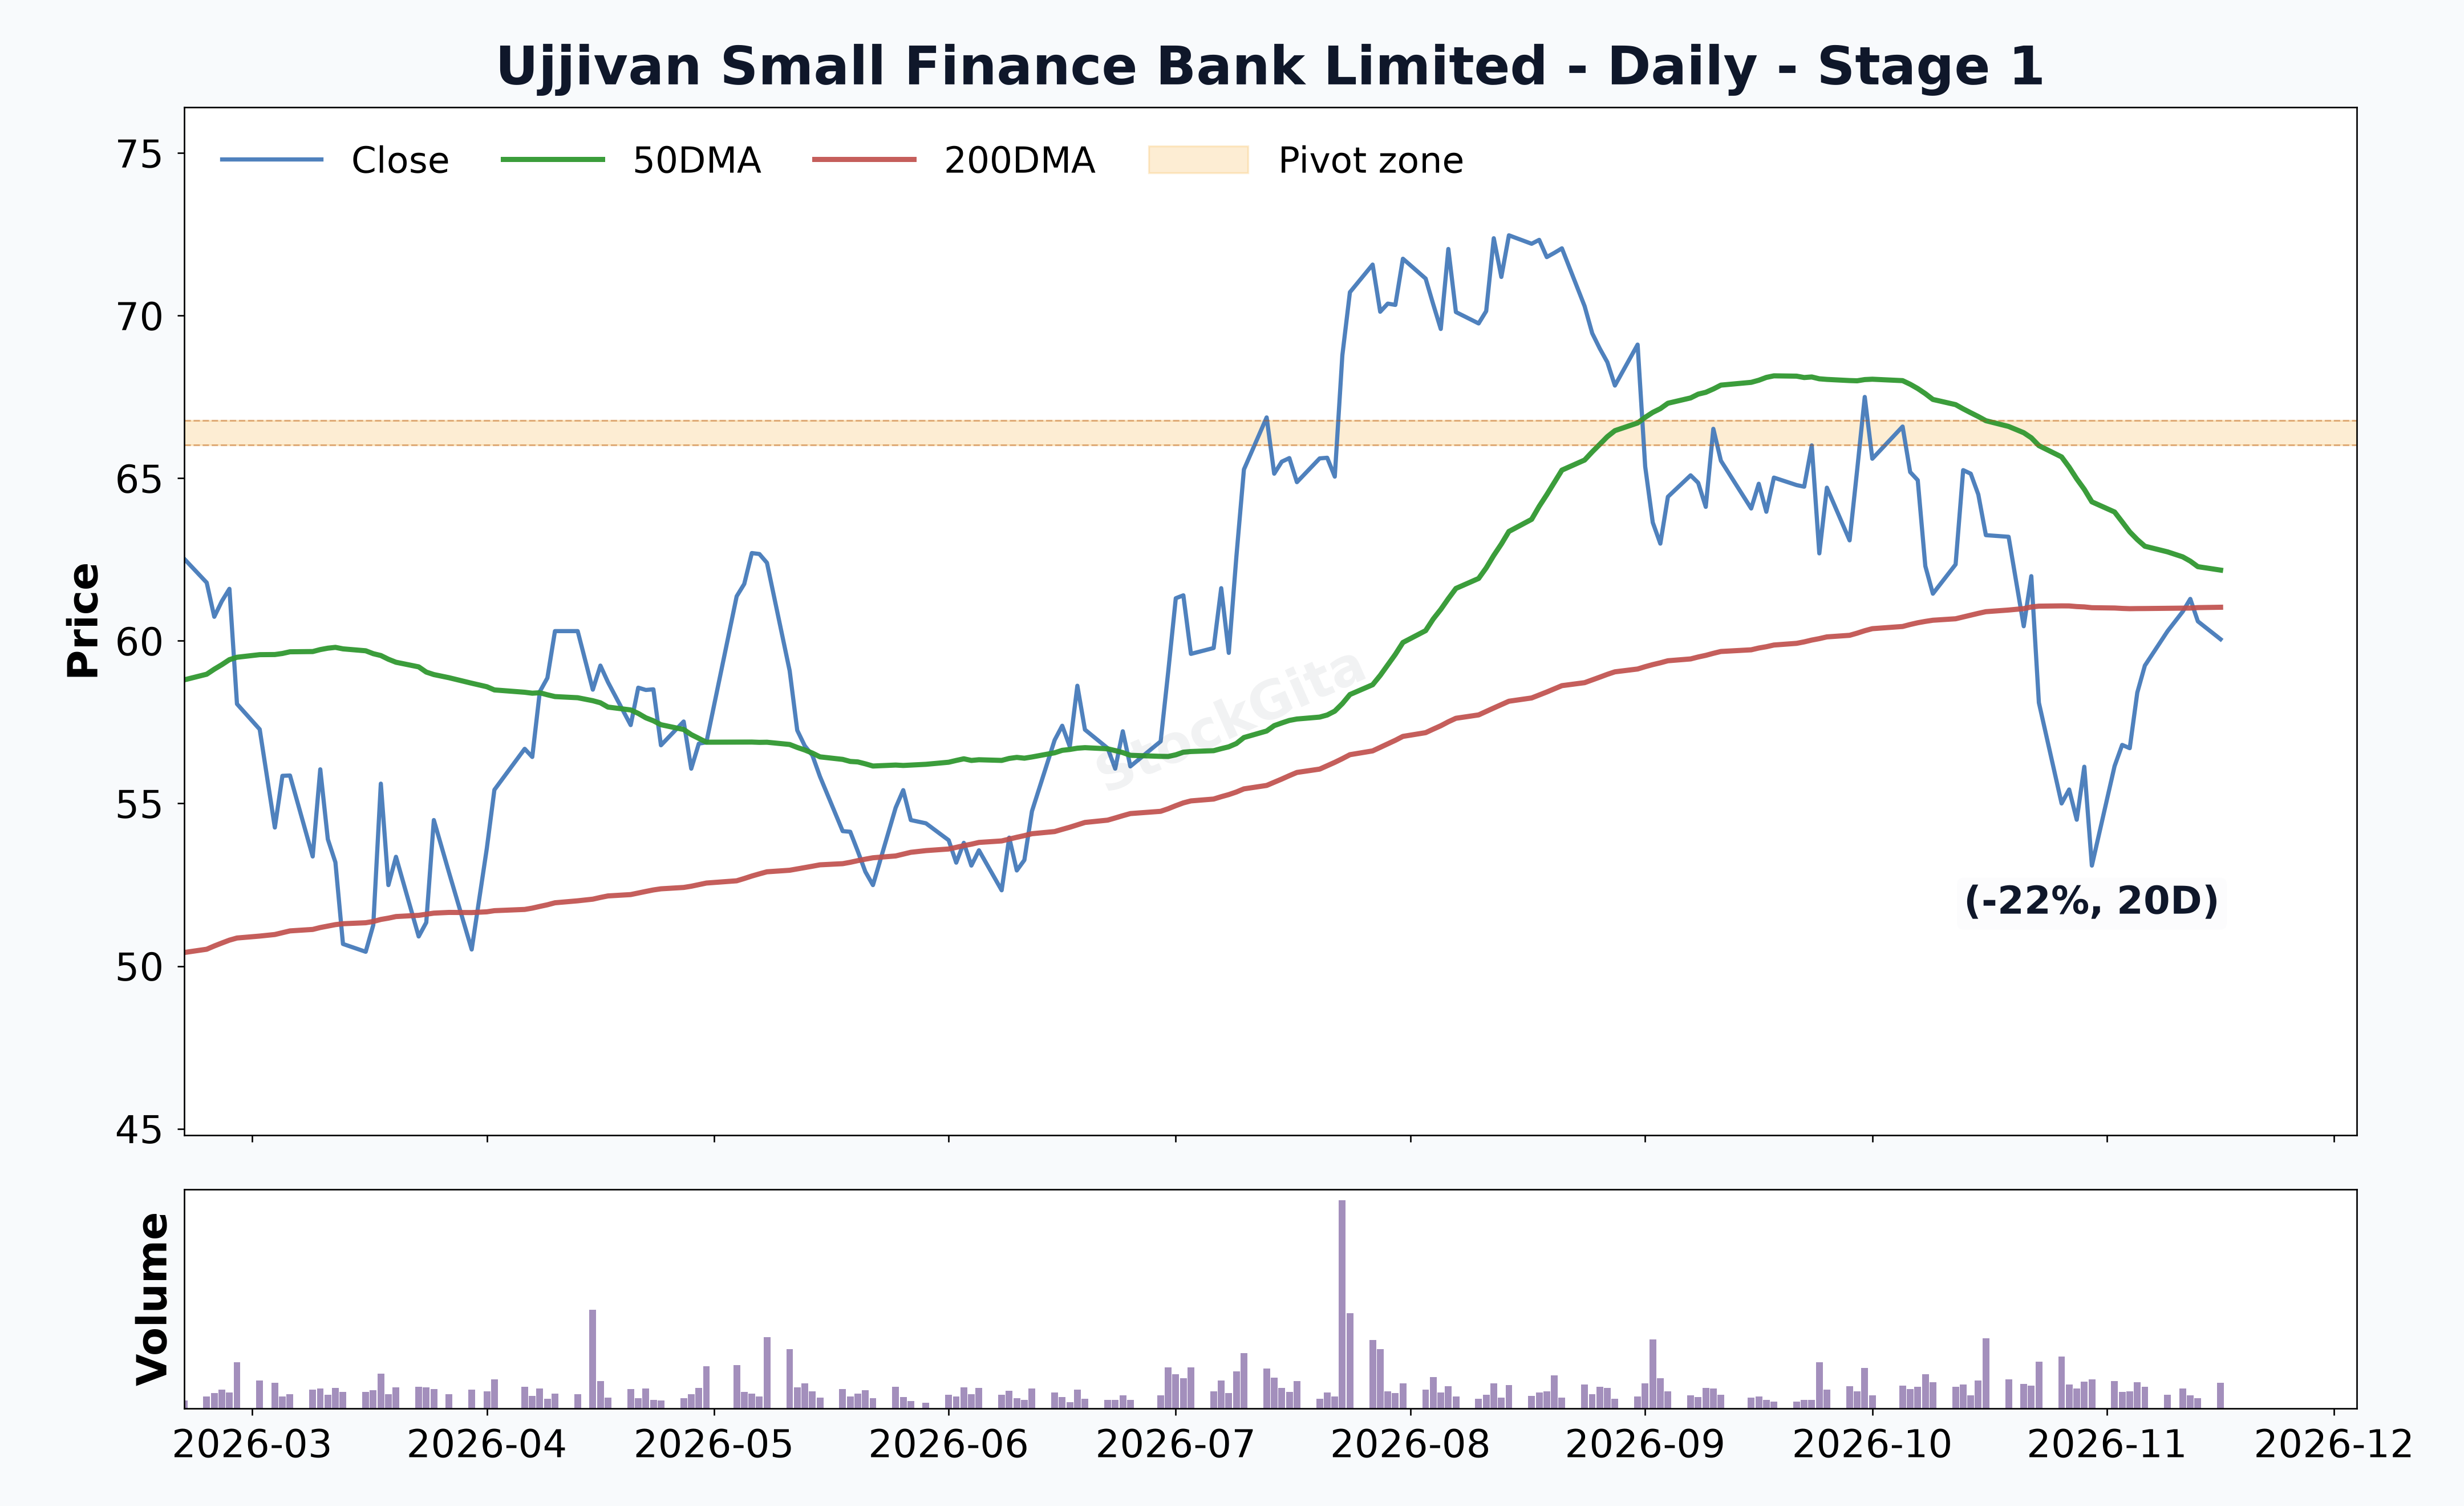 Ujjivan Small Finance Bank Limited - Daily - Stage 1
Close 50DMA 200DMA Pivot zone
75
70
65
60
55
50
45
Price
StockGita
(-22%, 20D)
Volume
2026-03 2026-04 2026-05 2026-06 2026-07 2026-08 2026-09 2026-10 2026-11 2026-12